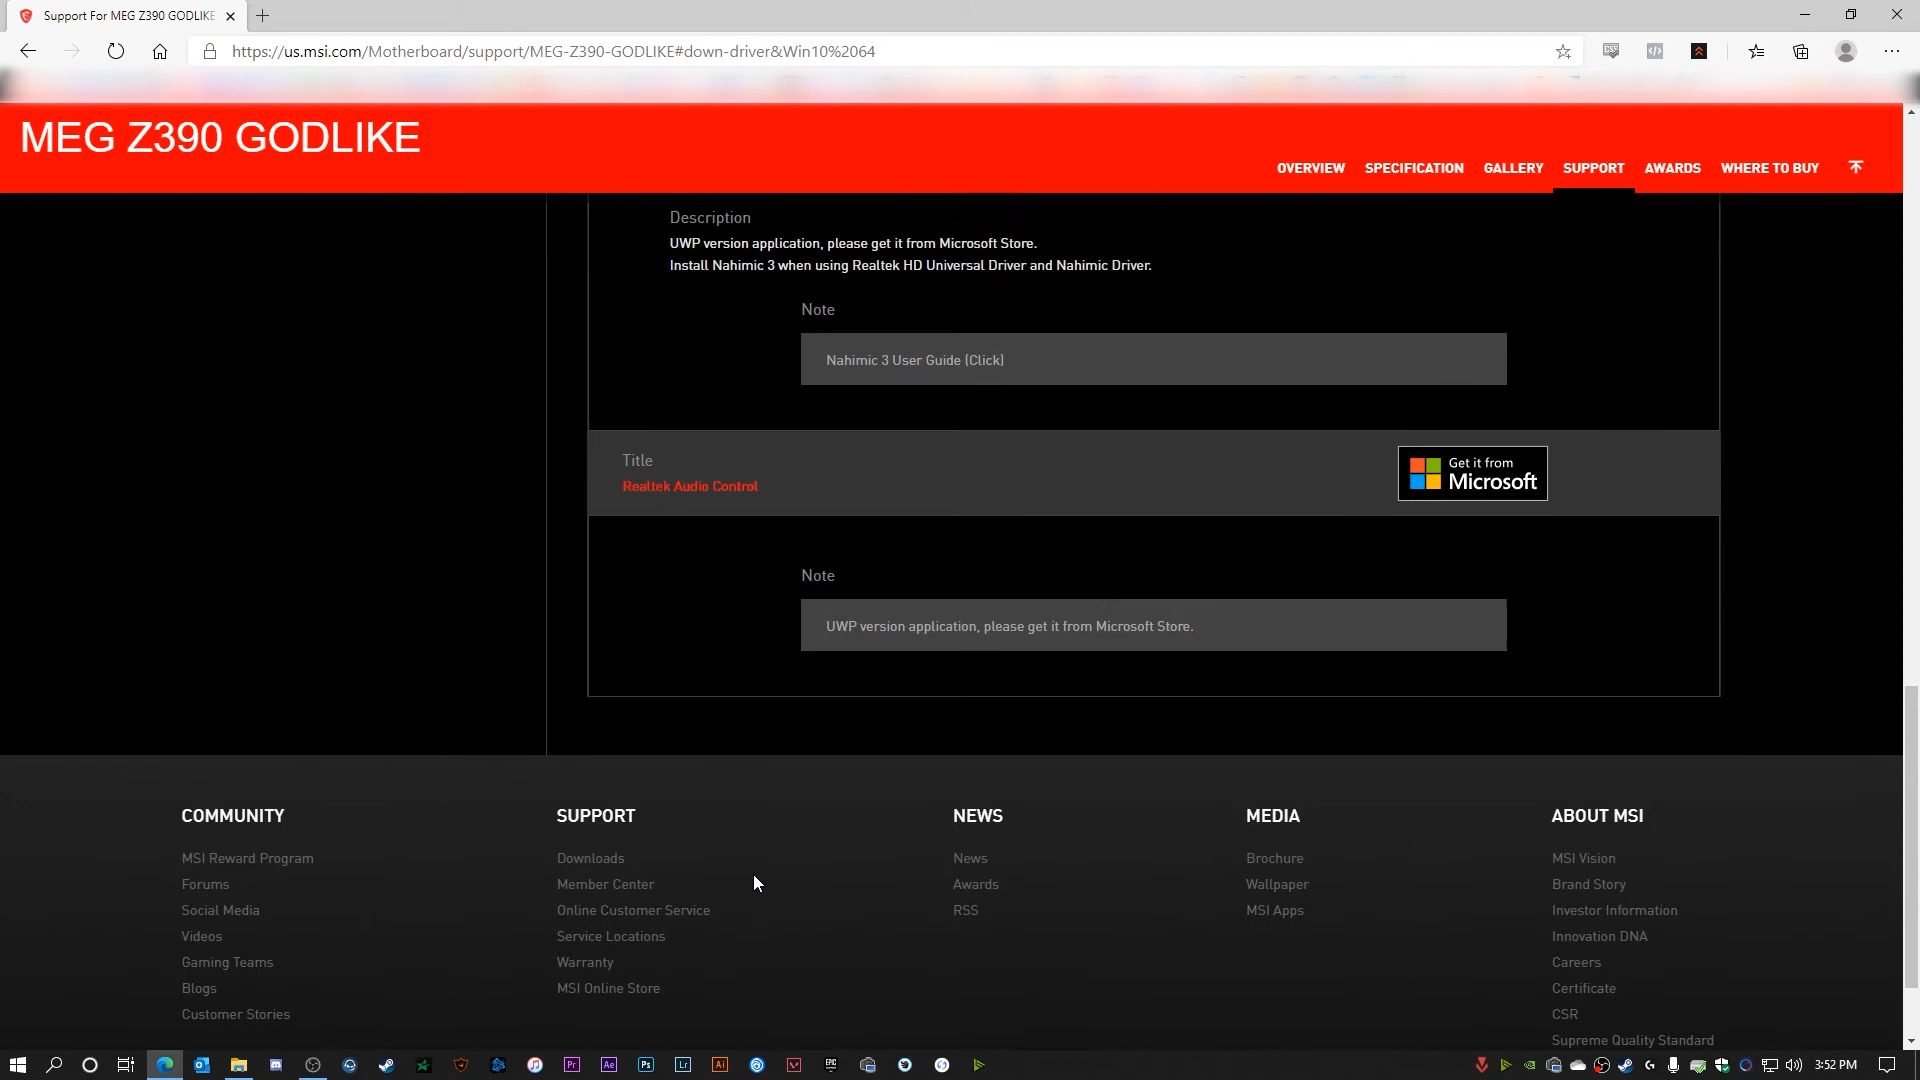 Support For MEG Z390 GODLIKE
https://us.msi.com/Motherboard/support/MEG-Z390-GODLIKE#down-driver&Win10%2064
MEG Z390 GODLIKE
OVERVIEW SPECIFICATION GALLERY SUPPORT AWARDS WHERE TO BUY
Description
UWP version application, please get it from Microsoft Store.
Install Nahimic 3 when using Realtek HD Universal Driver and Nahimic Driver.
Note
Nahimic 3 User Guide (Click)
Title
Realtek Audio Control
Get it from
Microsoft
Note
UWP version application, please get it from Microsoft Store.
COMMUNITY
MSI Reward Program
Forums
Social Media
Videos
Gaming Teams
Blogs
Customer Stories
SUPPORT
Downloads
Member Center
Online Customer Service
Service Locations
Warranty
MSI Online Store
NEWS
News
Awards
RSS
MEDIA
Brochure
Wallpaper
MSI Apps
ABOUT MSI
MSI Vision
Brand Story
Investor Information
Innovation DNA
Careers
Certificate
CSR
Supreme Quality Standard
Pr Ae Ps Lr Ai EPIC
3:52 PM